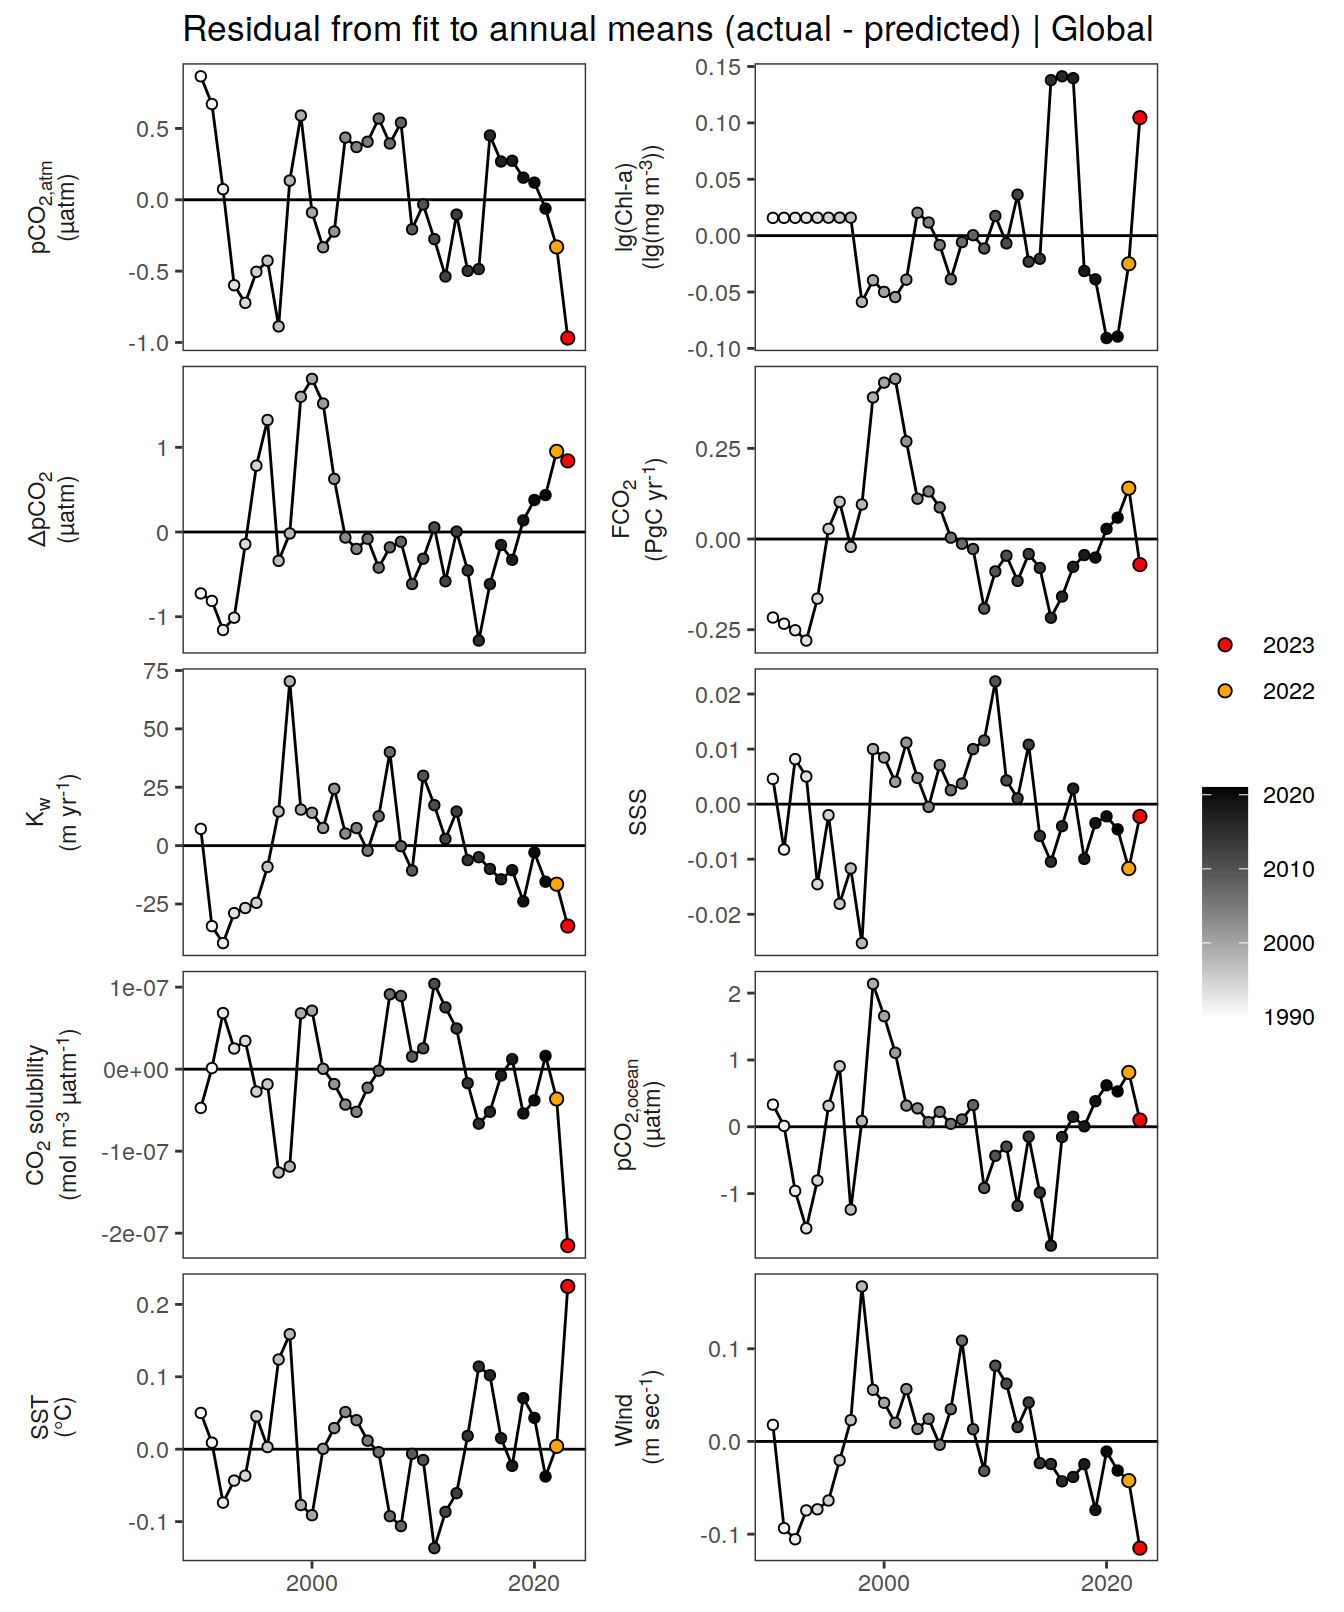 Residual from fit to annual means (actual - predicted) | Global
pCO2,atm
(µatm)
0.5
0.0
-0.5
-1.0
lg(Chl-a)
(lg(mg m-3))
0.15
0.10
0.05
0.00
-0.05
-0.10
ΔpCO2
(µatm)
1
0
-1
FCO2
(PgC yr-1)
0.25
0.00
-0.25
Kw
(m yr-1)
75
50
25
0
-25
SSS
0.02
0.01
0.00
-0.01
-0.02
CO2 solubility
(mol m-3 µatm-1)
1e-07
0e+00
-1e-07
-2e-07
pCO2,ocean
(µatm)
2
1
0
-1
SST
(°C)
0.2
0.1
0.0
-0.1
Wind
(m sec-1)
0.1
0.0
-0.1
2000
2020
2000
2020
2023
2022
2020
2010
2000
1990